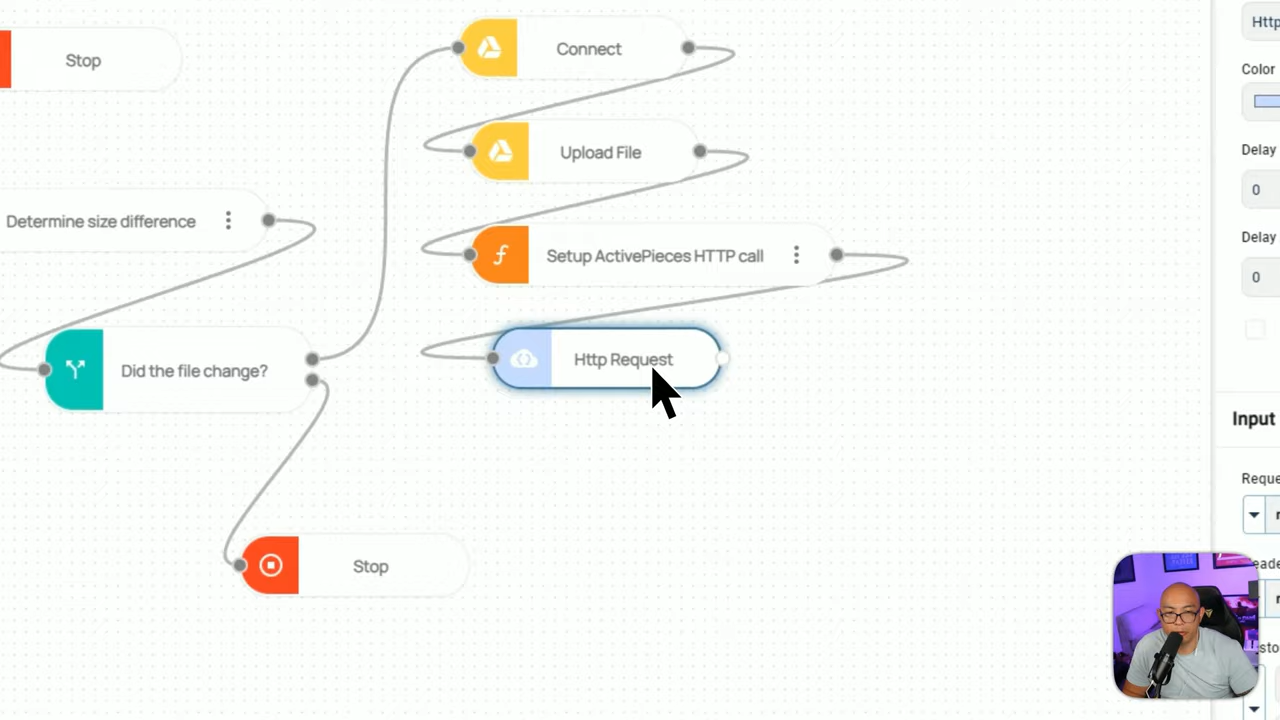 Stop
Connect
Upload File
Determine size difference
Setup ActivePieces HTTP call
Did the file change?
Http Request
Stop
Http
Color
Delay
0
Delay
0
Input